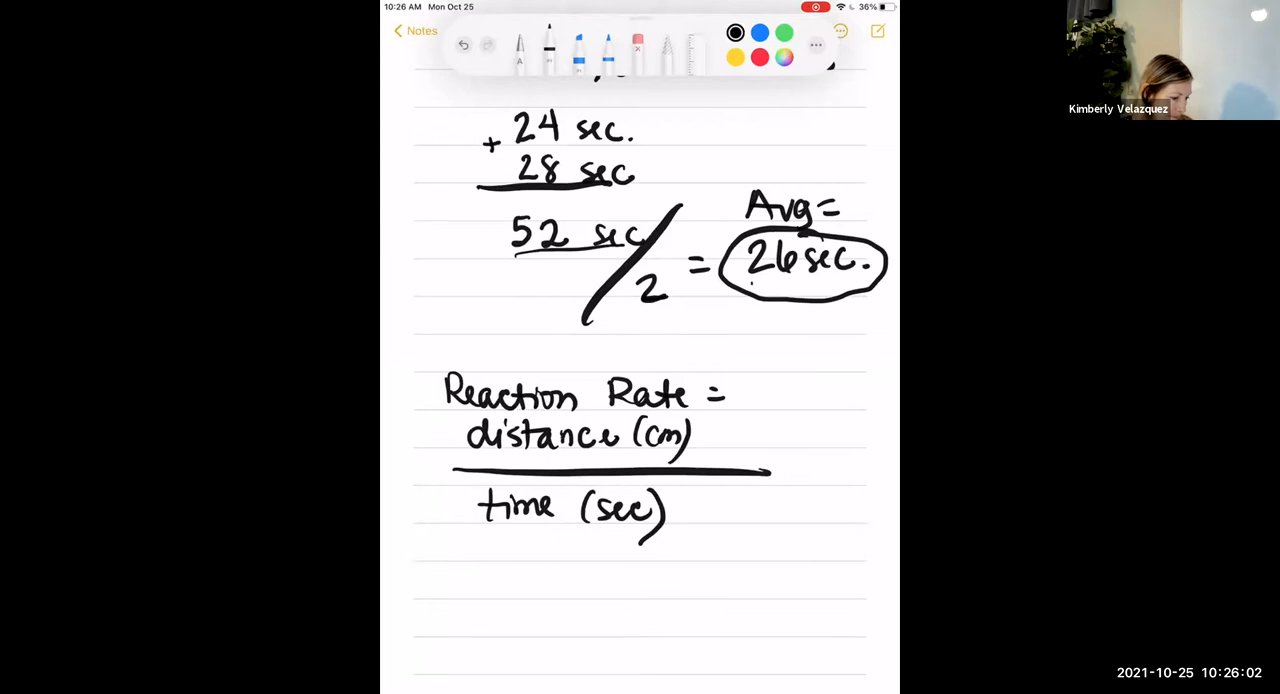 10:26 AM Mon Oct 25
36%
Notes
A
+ 24 sec.
28 sec
52 sec
/ 2 =
Avg =
26 sec.
Reaction Rate =
distance (cm)
time (sec)
Kimberly Velazquez
2021-10-25 10:26:02